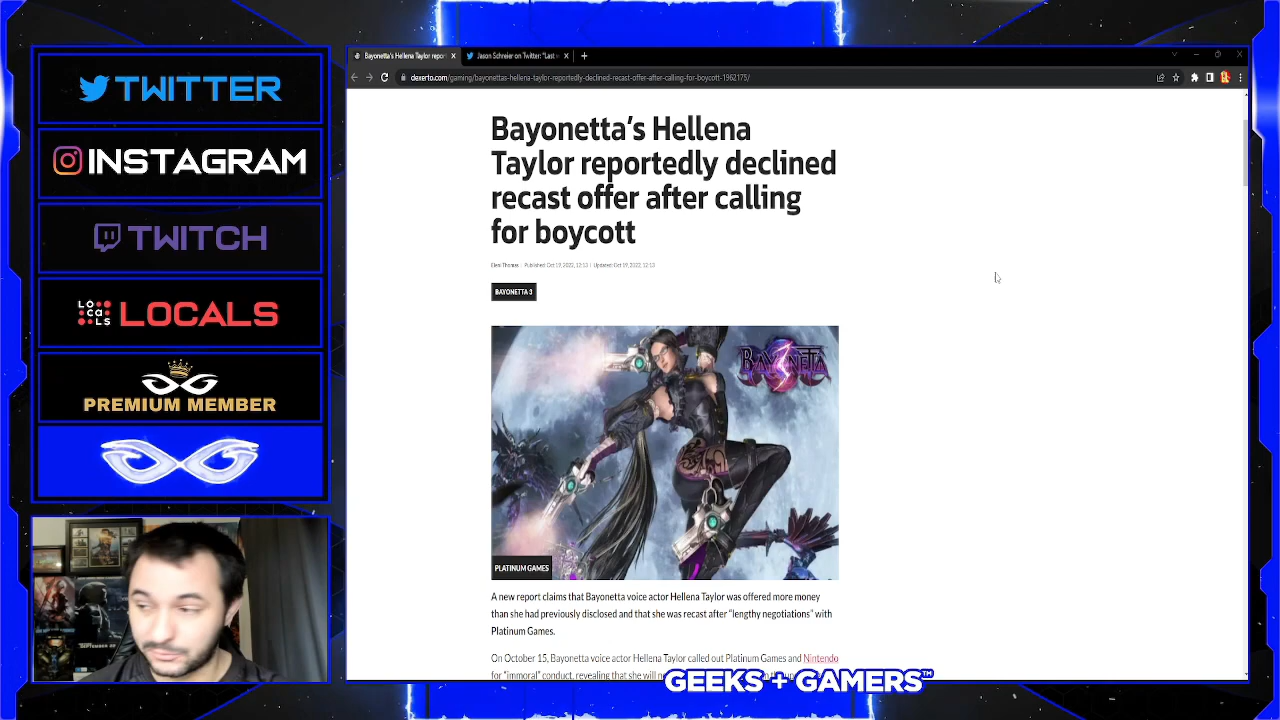 TWITTER
INSTAGRAM
TWITCH
LOCALS
LOCALS
PREMIUM MEMBER
Bayonetta's Hellena Taylor repor
Jason Schreier on Twitter: "Last
dexerto.com/gaming/bayonettas-hellena-taylor-reportedly-declined-recast-offer-after-calling-for-boycott-1962175/
Bayonetta's Hellena
Taylor reportedly declined
recast offer after calling
for boycott
Eleni Thomas | Published: Oct 19, 2022, 12:13 | Updated: Oct 19, 2022, 12:13
BAYONETTA 3
BAYONETTA
PLATINUM GAMES
A new report claims that Bayonetta voice actor Hellena Taylor was offered more money
than she had previously disclosed and that she was recast after "lengthy negotiations" with
Platinum Games.
On October 15, Bayonetta voice actor Hellena Taylor called out Platinum Games and Nintendo
for "immoral" conduct, revealing that she will
GEEKS + GAMERS™